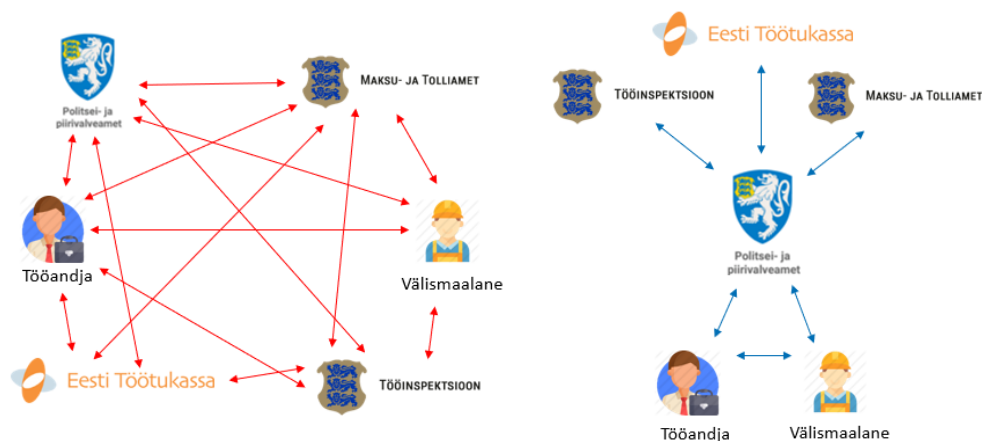 Politsei- ja
piirivalveamet
MAKSU- JA TOLLIAMET
Tööandja
Välismaalane
Eesti Töötukassa
TÖÖINSPEKTSIOON
Eesti Töötukassa
TÖÖINSPEKTSIOON
MAKSU- JA TOLLIAMET
Politsei- ja
piirivalveamet
Tööandja
Välismaalane